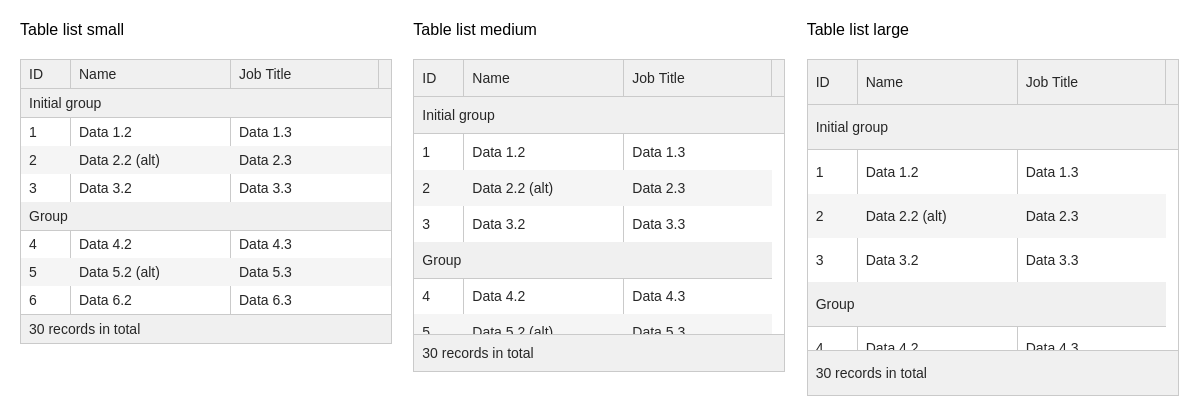 Table list small
ID Name Job Title
Initial group
1 Data 1.2 Data 1.3
2 Data 2.2 (alt) Data 2.3
3 Data 3.2 Data 3.3
Group
4 Data 4.2 Data 4.3
5 Data 5.2 (alt) Data 5.3
6 Data 6.2 Data 6.3
30 records in total
Table list medium
ID Name Job Title
Initial group
1 Data 1.2 Data 1.3
2 Data 2.2 (alt) Data 2.3
3 Data 3.2 Data 3.3
Group
4 Data 4.2 Data 4.3
5 Data 5.2 (alt) Data 5.3
30 records in total
Table list large
ID Name Job Title
Initial group
1 Data 1.2 Data 1.3
2 Data 2.2 (alt) Data 2.3
3 Data 3.2 Data 3.3
Group
4 Data 4.2 Data 4.3
30 records in total